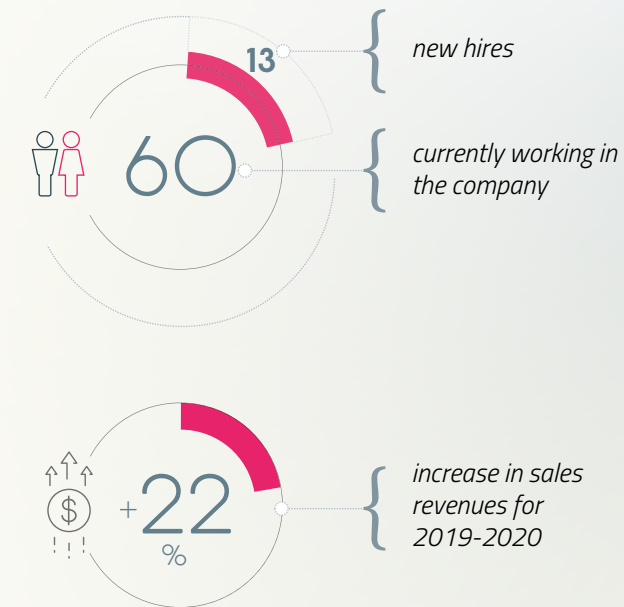 13
new hires
60
currently working in
the company
$
+22
%
increase in sales
revenues for
2019-2020